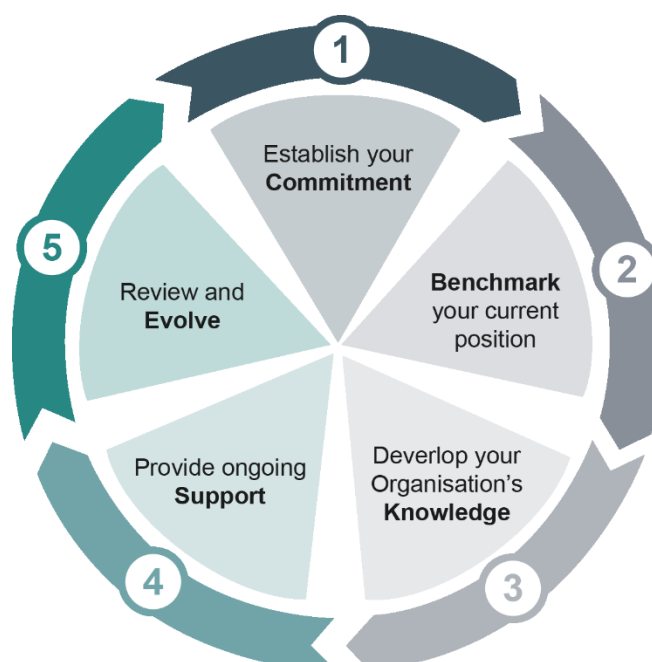 1
Establish your
Commitment
2
Benchmark
your current
position
3
Deverlop your
Organisation's
Knowledge
4
Provide ongoing
Support
5
Review and
Evolve